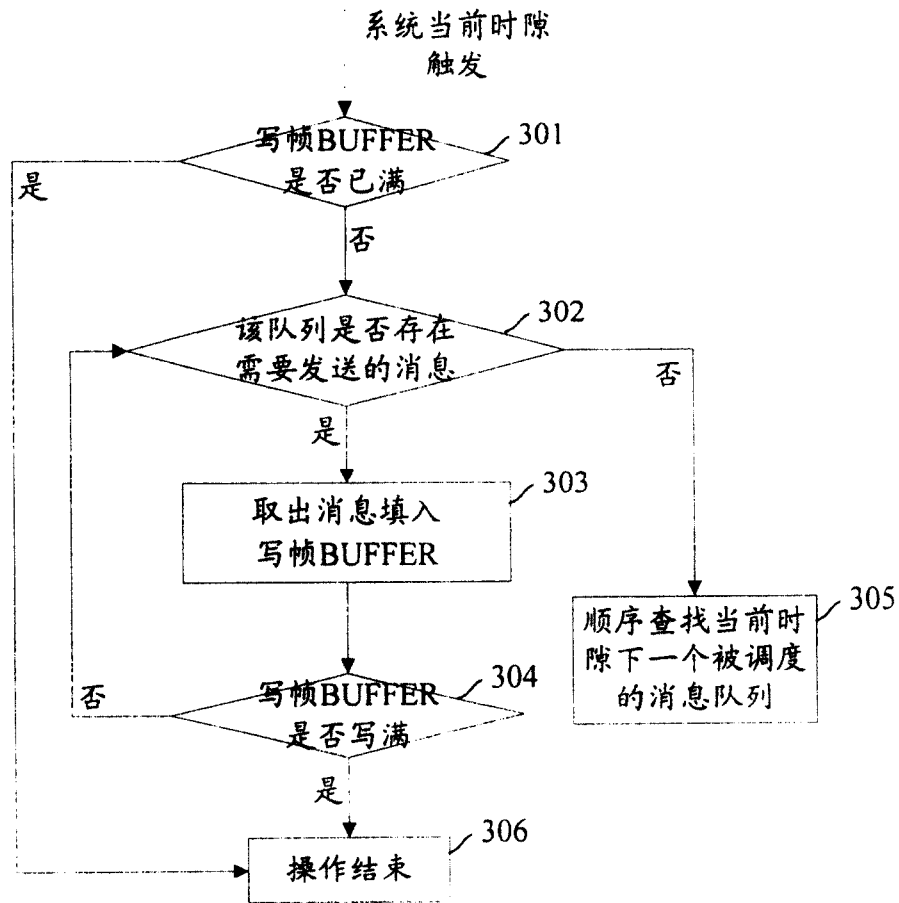 系统当前时隙
触发
写帧BUFFER
是否已满
301
是
否
该队列是否存在
需要发送的消息
302
否
是
取出消息填入
写帧BUFFER
303
顺序查找当前时
隙下一个被调度
的消息队列
305
写帧BUFFER
是否写满
304
否
是
操作结束
306